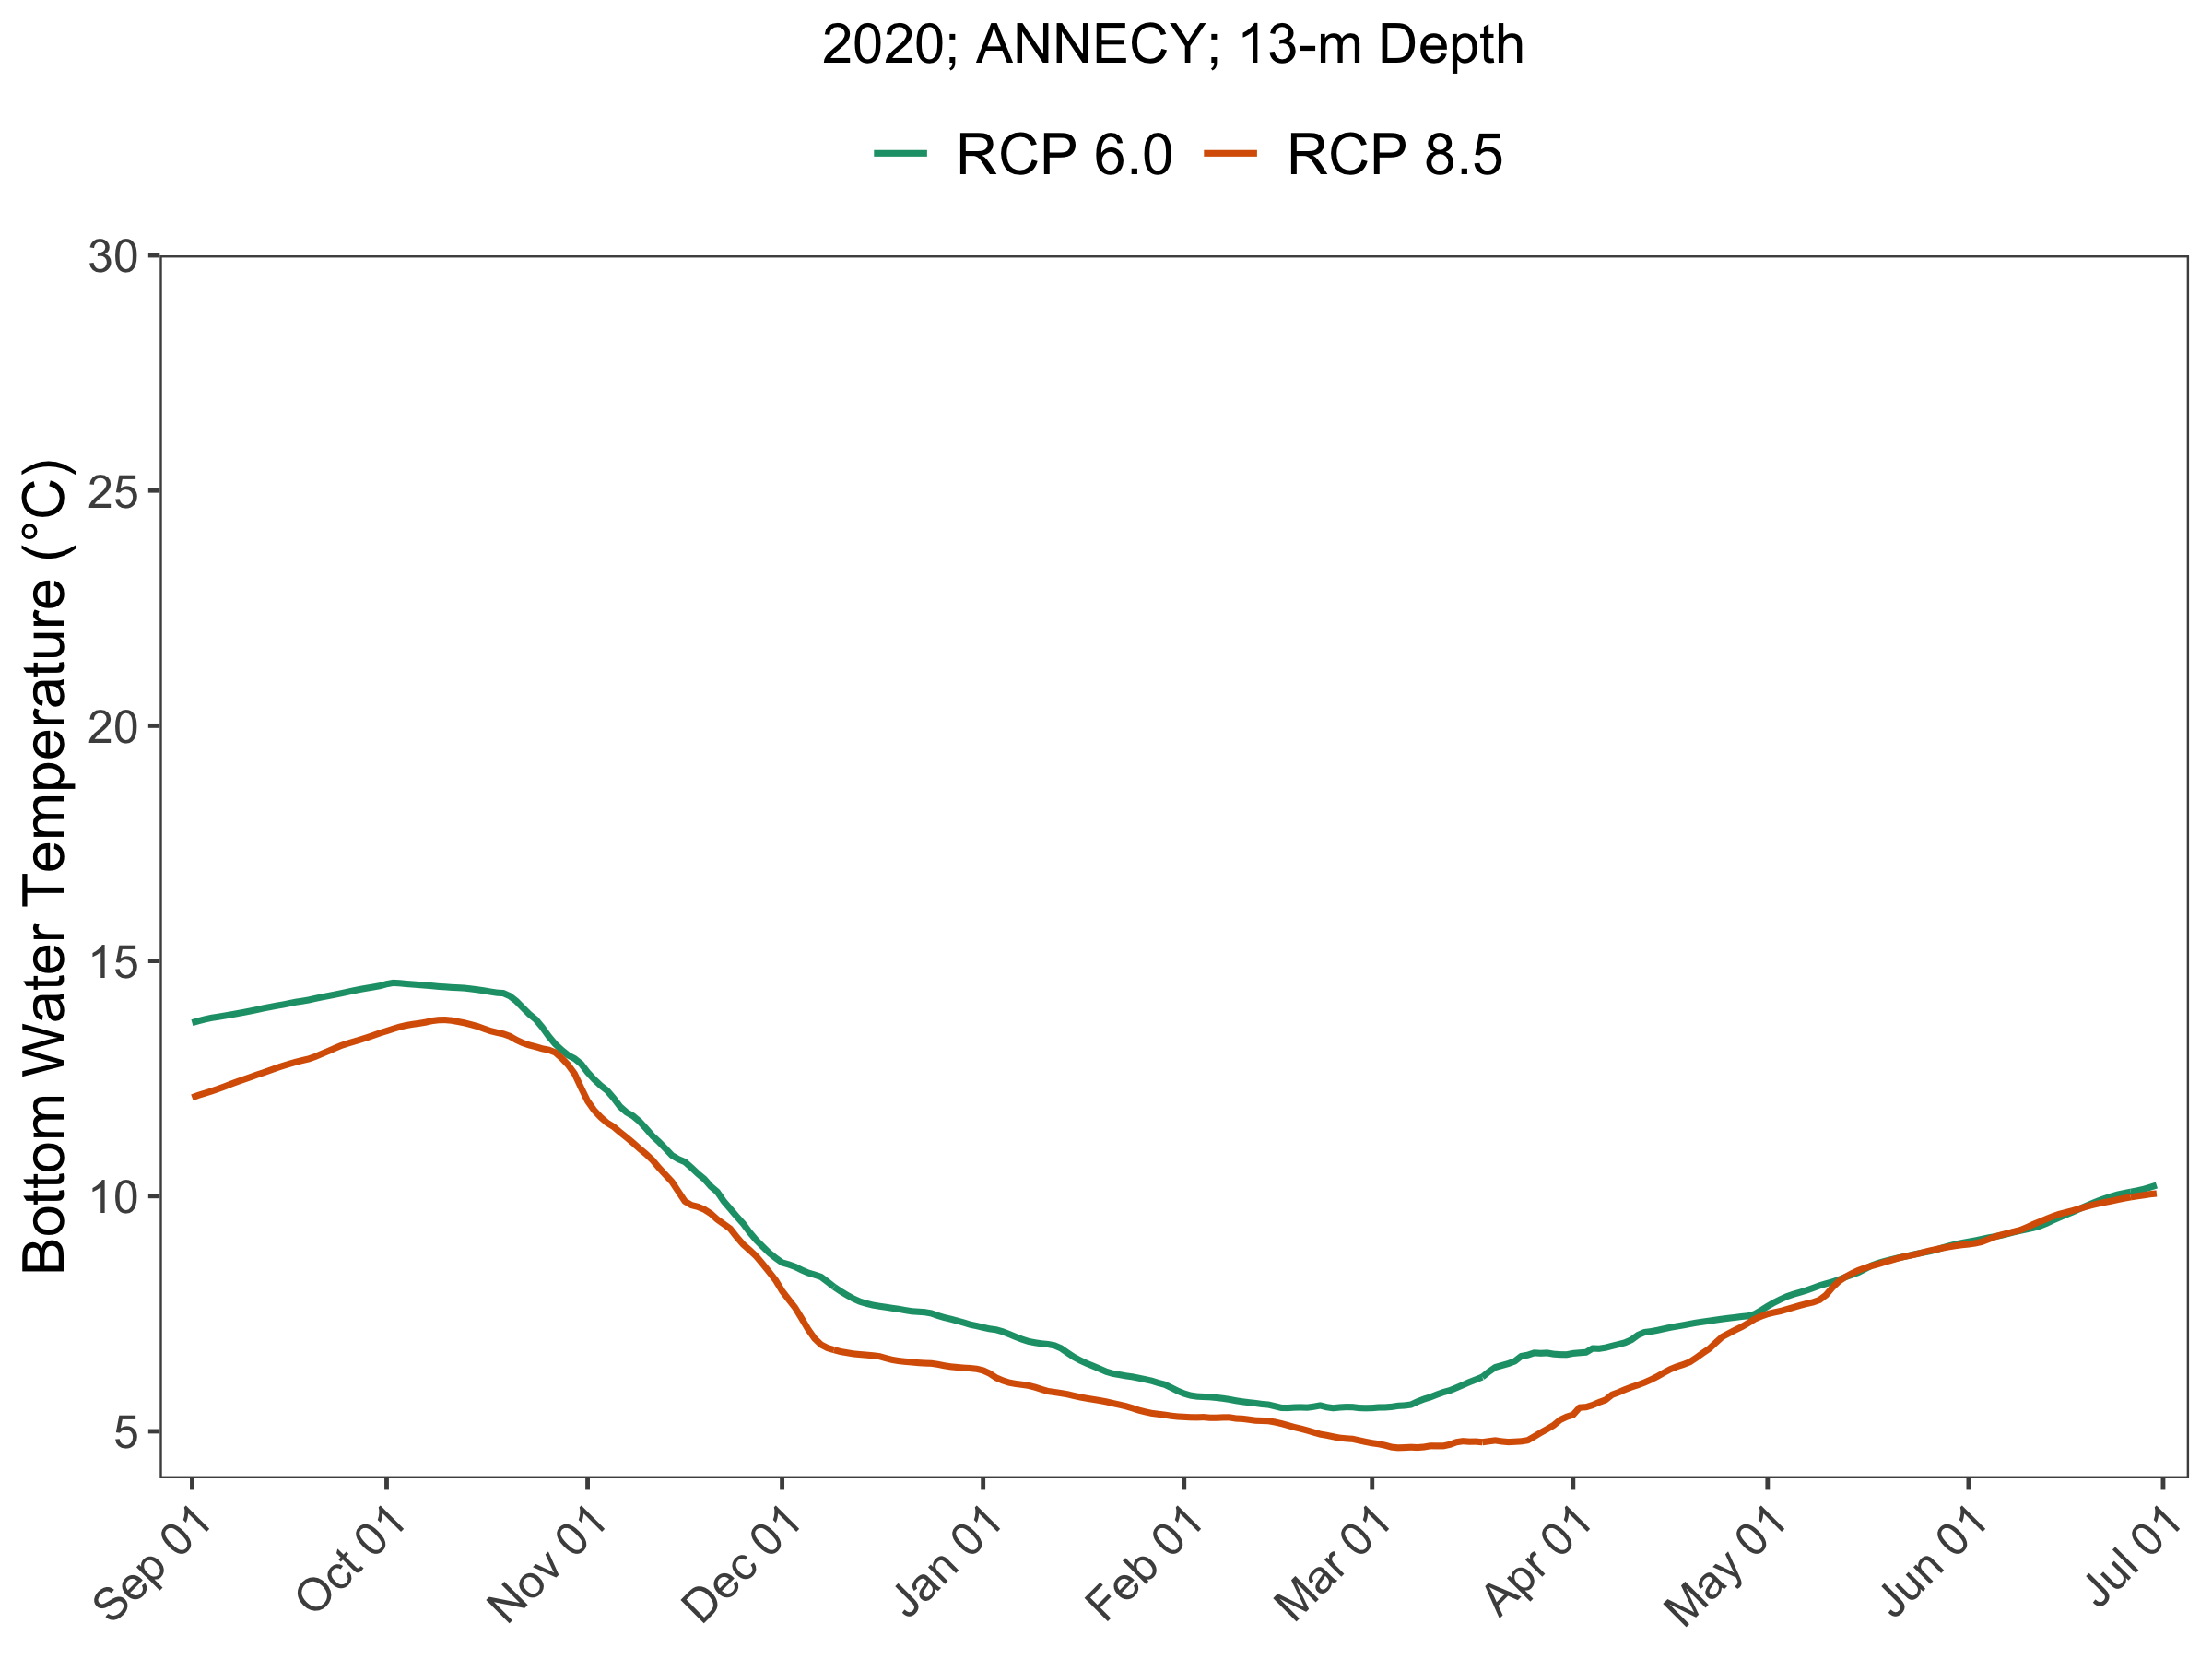 2020; ANNECY; 13-m Depth
RCP 6.0 RCP 8.5
Bottom Water Temperature (°C)
30
25
20
15
10
5
Sep 01 Oct 01 Nov 01 Dec 01 Jan 01 Feb 01 Mar 01 Apr 01 May 01 Jun 01 Jul 01